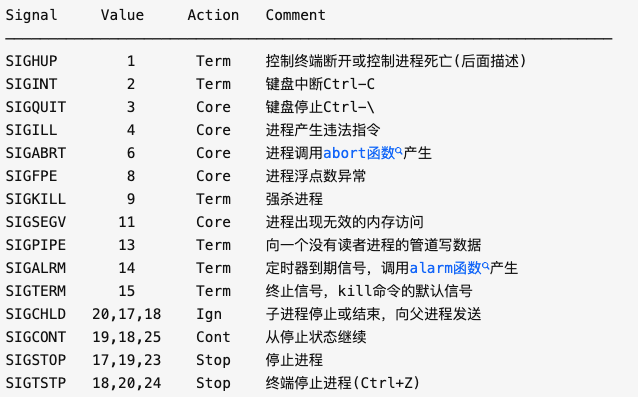 Signal Value Action Comment
SIGHUP 1 Term 控制终端断开或控制进程死亡(后面描述)
SIGINT 2 Term 键盘中断Ctrl-C
SIGQUIT 3 Core 键盘停止Ctrl-\
SIGILL 4 Core 进程产生违法指令
SIGABRT 6 Core 进程调用abort函数产生
SIGFPE 8 Core 进程浮点数异常
SIGKILL 9 Term 强杀进程
SIGSEGV 11 Core 进程出现无效的内存访问
SIGPIPE 13 Term 向一个没有读者进程的管道写数据
SIGALRM 14 Term 定时器到期信号，调用alarm函数产生
SIGTERM 15 Term 终止信号，kill命令的默认信号
SIGCHLD 20,17,18 Ign 子进程停止或结束，向父进程发送
SIGCONT 19,18,25 Cont 从停止状态继续
SIGSTOP 17,19,23 Stop 停止进程
SIGTSTP 18,20,24 Stop 终端停止进程(Ctrl+Z)